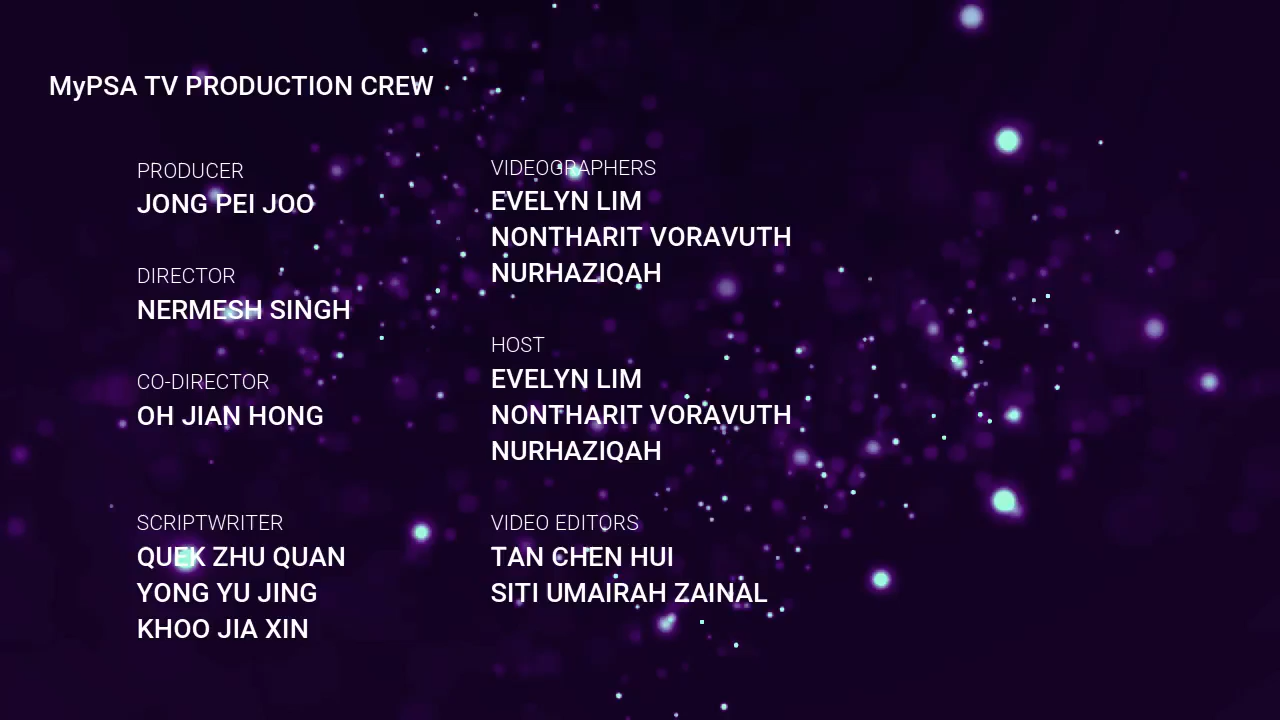 MyPSA TV PRODUCTION CREW
PRODUCER
JONG PEI JOO
DIRECTOR
NERMESH SINGH
CO-DIRECTOR
OH JIAN HONG
SCRIPTWRITER
QUEK ZHU QUAN
YONG YU JING
KHOO JIA XIN
VIDEOGRAPHERS
EVELYN LIM
NONTHARIT VORAVUTH
NURHAZIQAH
HOST
EVELYN LIM
NONTHARIT VORAVUTH
NURHAZIQAH
VIDEO EDITORS
TAN CHEN HUI
SITI UMAIRAH ZAINAL